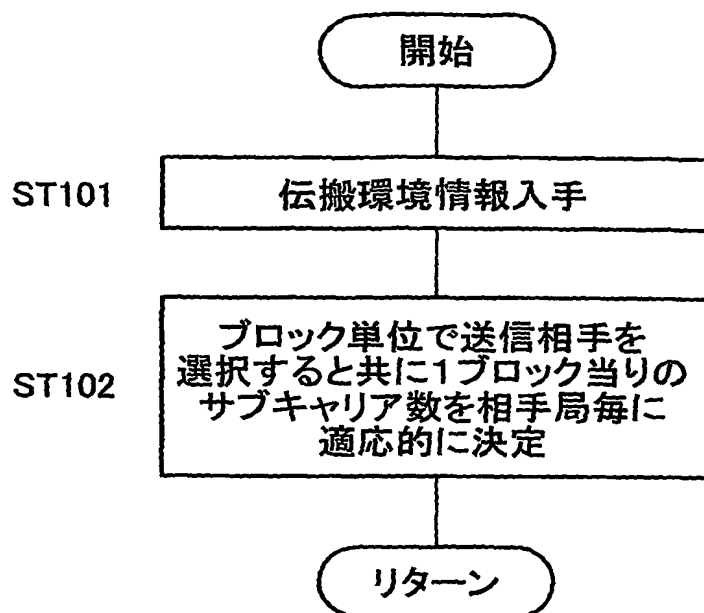 開始
ST101
伝搬環境情報入手
ST102
ブロック単位で送信相手を
選択すると共に1ブロック当りの
サブキャリア数を相手局毎に
適応的に決定
リターン